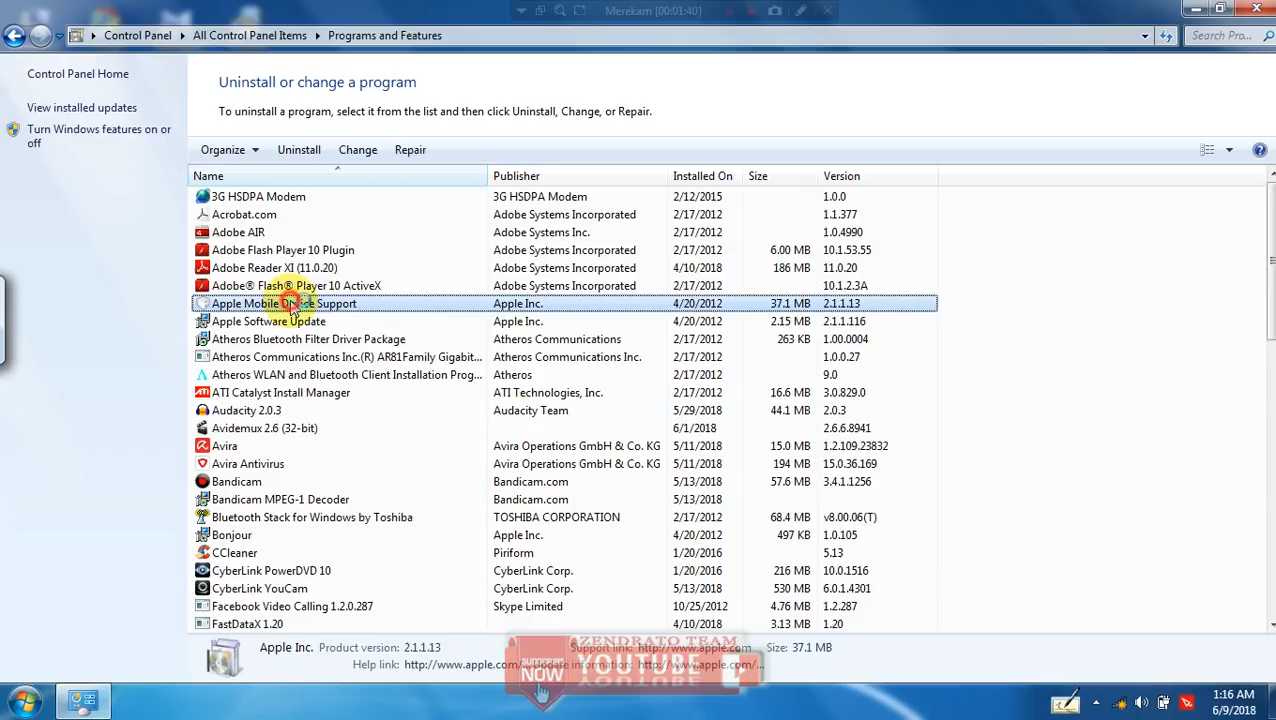 Merekam [00:01:40]
Control Panel All Control Panel Items Programs and Features Search Pro...
Control Panel Home
View installed updates
Turn Windows features on or off
Uninstall or change a program
To uninstall a program, select it from the list and then click Uninstall, Change, or Repair.
Organize Uninstall Change Repair
Name Publisher Installed On Size Version
3G HSDPA Modem 3G HSDPA Modem 2/12/2015 1.0.0
Acrobat.com Adobe Systems Incorporated 2/17/2012 1.1.377
Adobe AIR Adobe Systems Inc. 2/17/2012 1.0.4990
Adobe Flash Player 10 Plugin Adobe Systems Incorporated 2/17/2012 6.00 MB 10.1.53.55
Adobe Reader XI (11.0.20) Adobe Systems Incorporated 4/10/2018 186 MB 11.0.20
Adobe® Flash® Player 10 ActiveX Adobe Systems Incorporated 2/17/2012 10.1.2.3A
Apple Mobile Device Support Apple Inc. 4/20/2012 37.1 MB 2.1.1.13
Apple Software Update Apple Inc. 4/20/2012 2.15 MB 2.1.1.116
Atheros Bluetooth Filter Driver Package Atheros Communications 2/17/2012 263 KB 1.00.0004
Atheros Communications Inc.(R) AR81Family Gigabit... Atheros Communications Inc. 2/17/2012 1.0.0.27
Atheros WLAN and Bluetooth Client Installation Prog... Atheros 2/17/2012 9.0
ATI Catalyst Install Manager ATI Technologies, Inc. 2/17/2012 16.6 MB 3.0.829.0
Audacity 2.0.3 Audacity Team 5/29/2018 44.1 MB 2.0.3
Avidemux 2.6 (32-bit) 6/1/2018 2.6.6.8941
Avira Avira Operations GmbH & Co. KG 5/11/2018 15.0 MB 1.2.109.23832
Avira Antivirus Avira Operations GmbH & Co. KG 5/11/2018 194 MB 15.0.36.169
Bandicam Bandicam.com 5/13/2018 57.6 MB 3.4.1.1256
Bandicam MPEG-1 Decoder Bandicam.com 5/13/2018
Bluetooth Stack for Windows by Toshiba TOSHIBA CORPORATION 2/17/2012 68.4 MB v8.00.06(T)
Bonjour Apple Inc. 4/20/2012 497 KB 1.0.105
CCleaner Piriform 1/20/2016 5.13
CyberLink PowerDVD 10 CyberLink Corp. 1/20/2016 216 MB 10.0.1516
CyberLink YouCam CyberLink Corp. 5/13/2018 530 MB 6.0.1.4301
Facebook Video Calling 1.2.0.287 Skype Limited 10/25/2012 4.76 MB 1.2.287
FastDataX 1.20 4/10/2018 3.13 MB 1.20
Apple Inc. Product version: 2.1.1.13 Support link: http://www.apple.com Size: 37.1 MB
Help link: http://www.apple.com/... Update information: http://www.apple.com/...
ZENDRATO TEAM
SUBSCRIBE NOW YOUTUBE
1:16 AM
6/9/2018